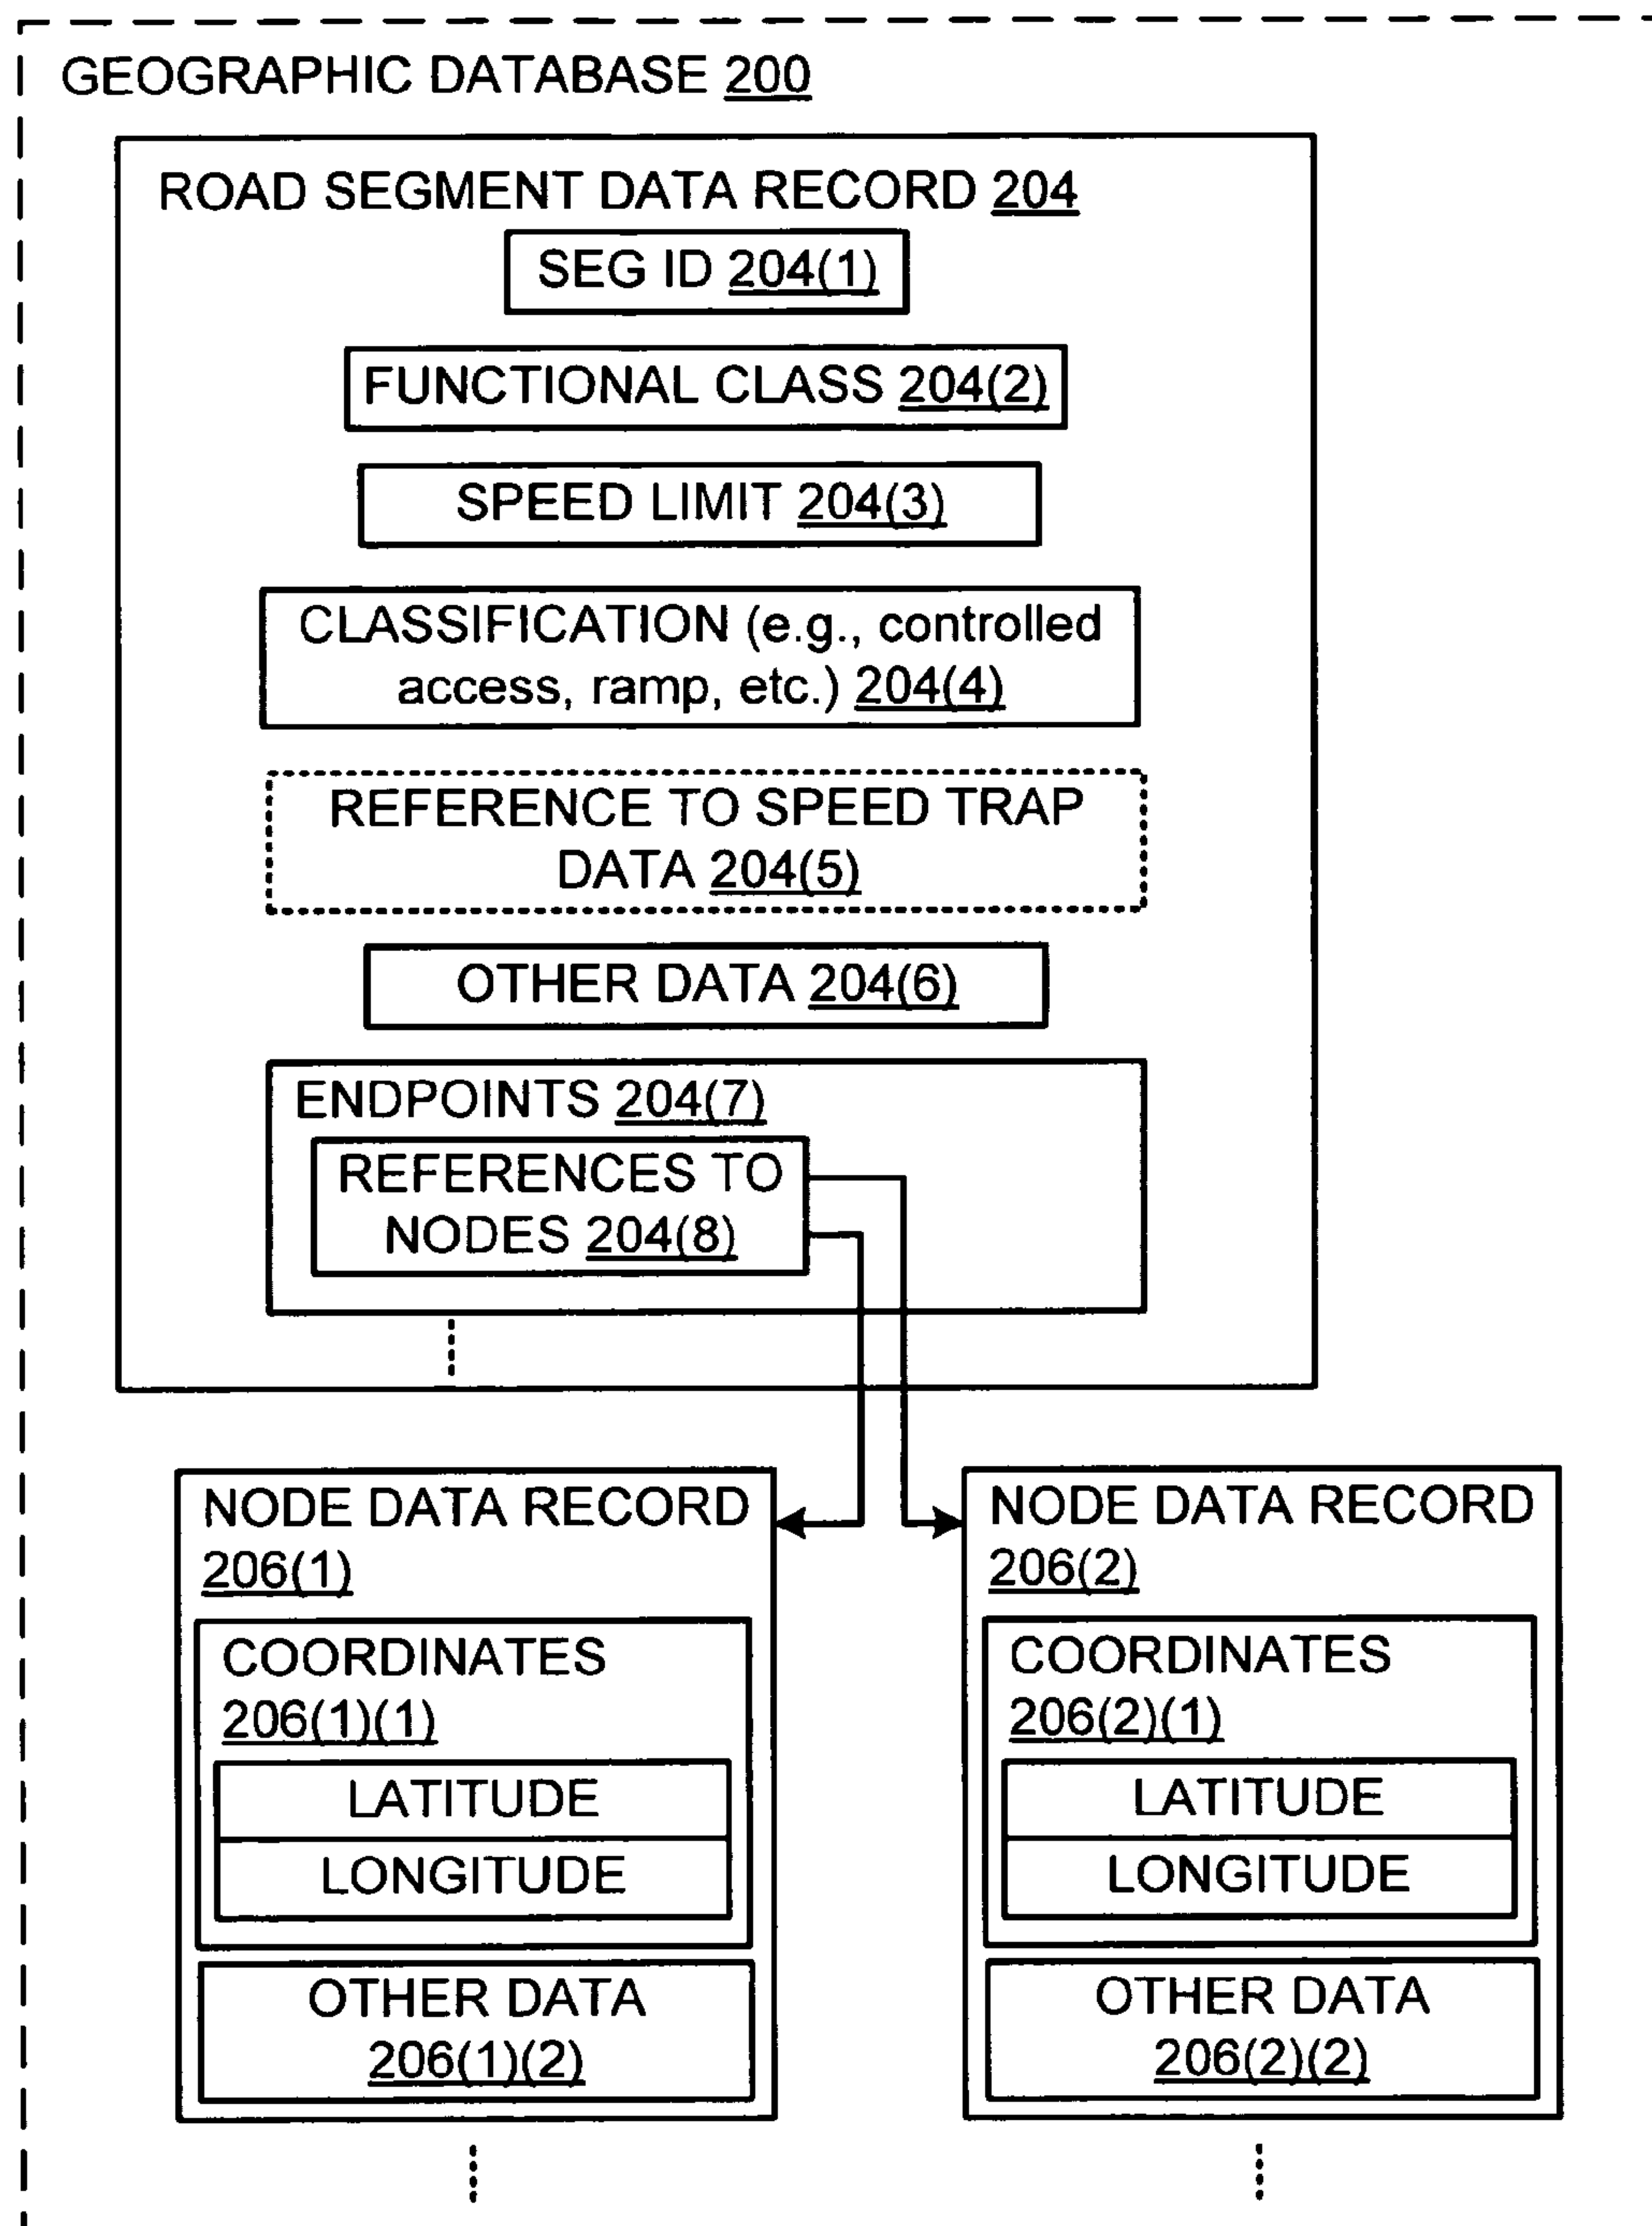 GEOGRAPHIC DATABASE 200
ROAD SEGMENT DATA RECORD 204
SEG ID 204(1)
FUNCTIONAL CLASS 204(2)
SPEED LIMIT 204(3)
CLASSIFICATION (e.g., controlled
access, ramp, etc.) 204(4)
REFERENCE TO SPEED TRAP
DATA 204(5)
OTHER DATA 204(6)
ENDPOINTS 204(7)
REFERENCES TO
NODES 204(8)
NODE DATA RECORD
206(1)
COORDINATES
206(1)(1)
LATITUDE
LONGITUDE
OTHER DATA
206(1)(2)
NODE DATA RECORD
206(2)
COORDINATES
206(2)(1)
LATITUDE
LONGITUDE
OTHER DATA
206(2)(2)